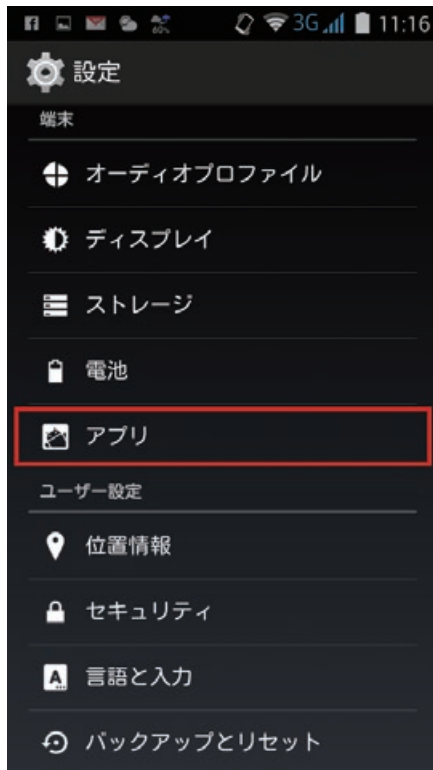 60%
3G 11:16
設定
端末
オーディオプロファイル
ディスプレイ
ストレージ
電池
アプリ
ユーザー設定
位置情報
セキュリティ
言語と入力
バックアップとリセット